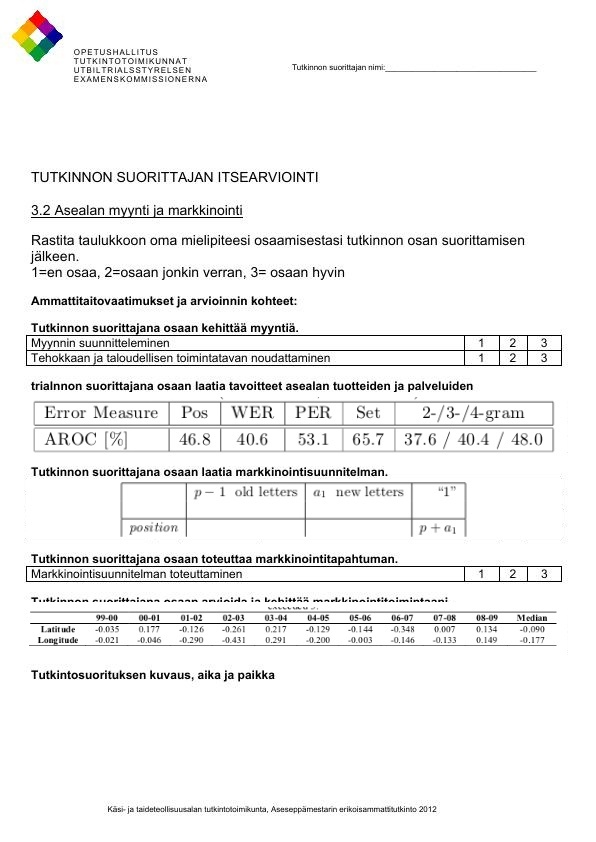 OPETUSHALLITUS
TUTKINTOTOIMIKUNNAT
UTBILTRIALSSTYRELSEN
EXAMENSKOMMISSIONERNA
Tutkinnon suorittajan nimi:___________________________________
TUTKINNON SUORITTAJAN ITSEARVIOINTI
3.2 Asealan myynti ja markkinointi
Rastita taulukkoon oma mielipiteesi osaamisestasi tutkinnon osan suorittamisen
jälkeen.
1=en osaa, 2=osaan jonkin verran, 3= osaan hyvin
Ammattitaitovaatimukset ja arvioinnin kohteet:
Tutkinnon suorittajana osaan kehittää myyntiä.
Myynnin suunnitteleminen 1 2 3
Tehokkaan ja taloudellisen toimintatavan noudattaminen 1 2 3
trialnnon suorittajana osaan laatia tavoitteet asealan tuotteiden ja palveluiden
Error Measure Pos WER PER Set 2-/3-/4-gram
AROC [%] 46.8 40.6 53.1 65.7 37.6 / 40.4 / 48.0
Tutkinnon suorittajana osaan laatia markkinointisuunnitelman.
p − 1 old letters a₁ new letters "1"
position p + a₁
Tutkinnon suorittajana osaan toteuttaa markkinointitapahtuman.
Markkinointisuunnitelman toteuttaminen 1 2 3
Tutkinnon suorittajana osaan arvioida ja kehittää markkinointitoimintaani
99-00 00-01 01-02 02-03 03-04 04-05 05-06 06-07 07-08 08-09 Median
Latitude -0.035 0.177 -0.126 -0.261 0.217 -0.129 -0.144 -0.348 0.007 0.134 -0.090
Longitude -0.021 -0.046 -0.290 -0.431 0.291 -0.200 -0.003 -0.146 -0.133 0.149 -0.177
Tutkintosuorituksen kuvaus, aika ja paikka
Käsi- ja taideteollisuusalan tutkintotoimikunta, Aseseppämestarin erikoisammattitutkinto 2012